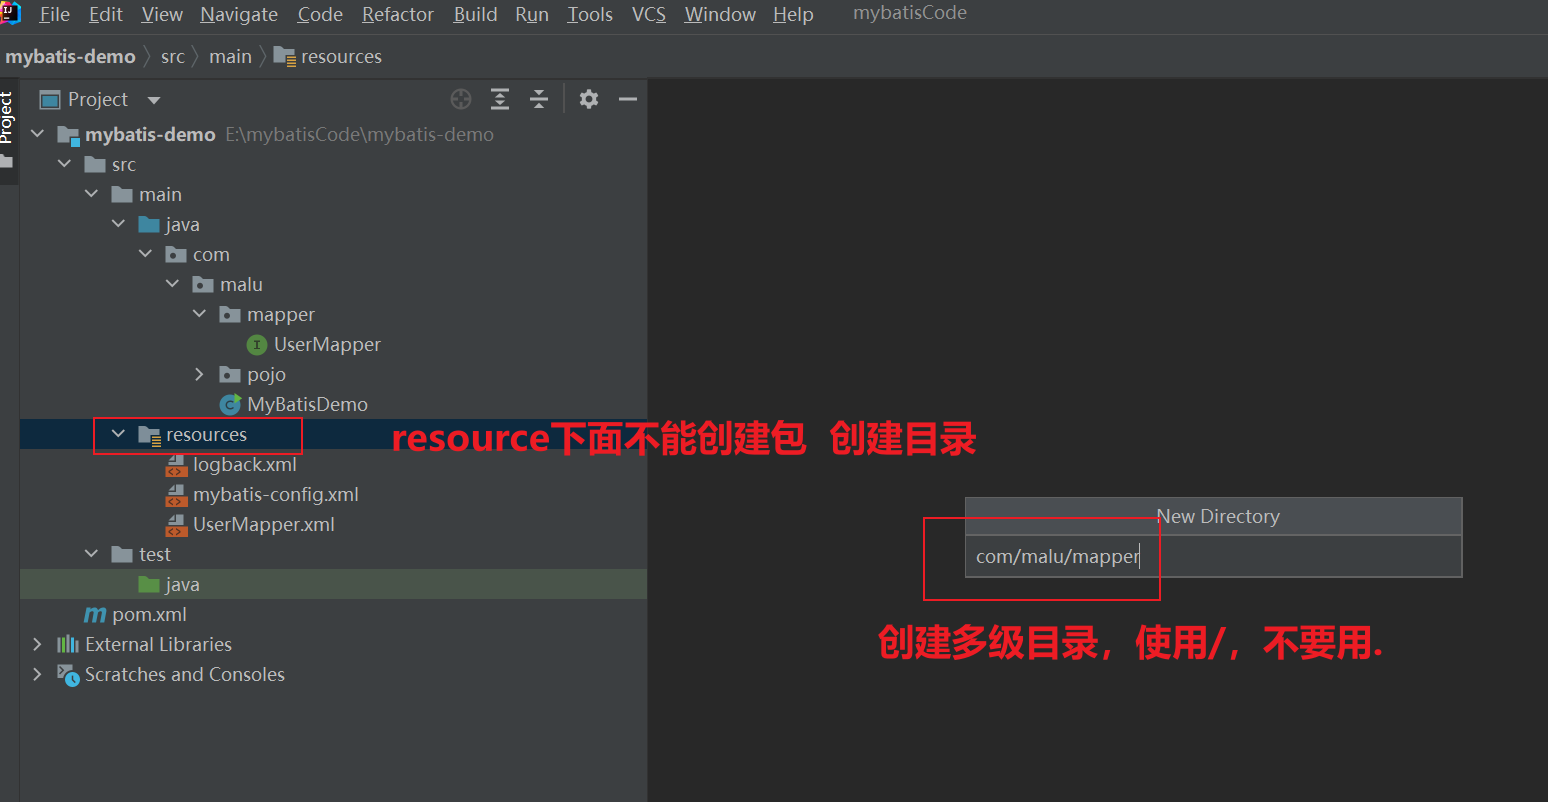 File Edit View Navigate Code Refactor Build Run Tools VCS Window Help mybatisCode
mybatis-demo src main resources
Project
Project
mybatis-demo E:\mybatisCode\mybatis-demo
src
main
java
com
malu
mapper
UserMapper
pojo
MyBatisDemo
resources
resource下面不能创建包 创建目录
logback.xml
mybatis-config.xml
UserMapper.xml
New Directory
com/malu/mapper
test
java
pom.xml
创建多级目录，使用/，不要用.
External Libraries
Scratches and Consoles